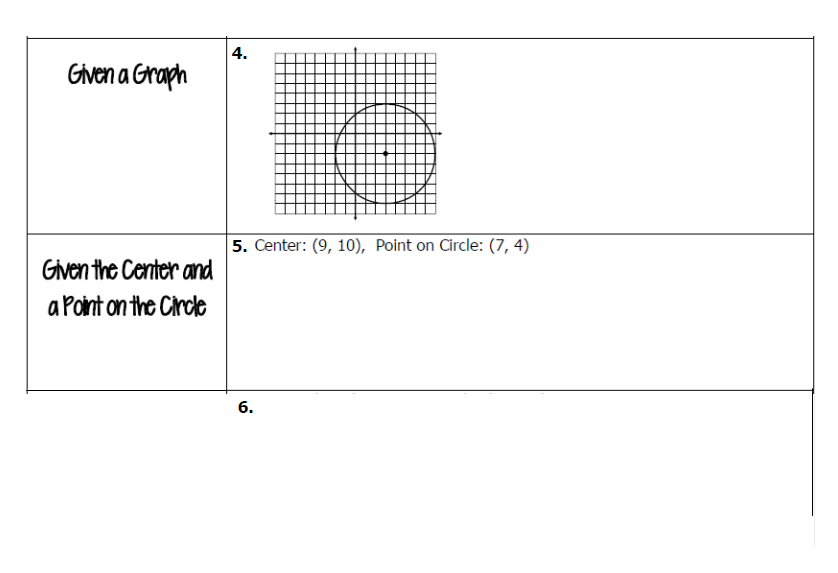 Given a Graph
4.
Given the Center and
a Point on the Circle
5. Center: (9, 10), Point on Circle: (7, 4)
6.